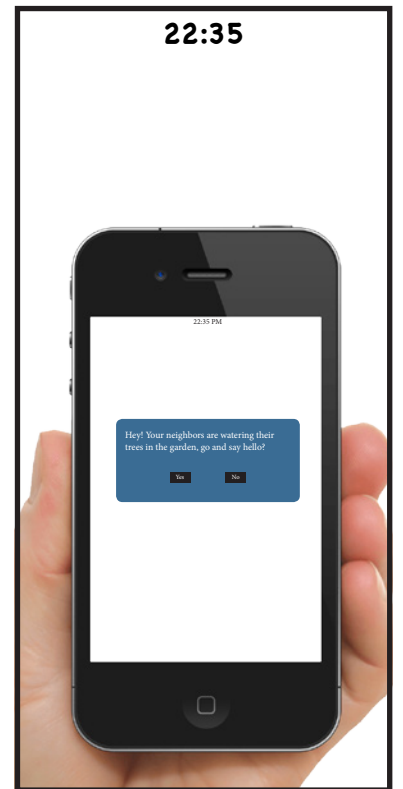 22:35
22:35 PM
Hey! Your neighbors are watering their
trees in the garden, go and say hello?
Yes No